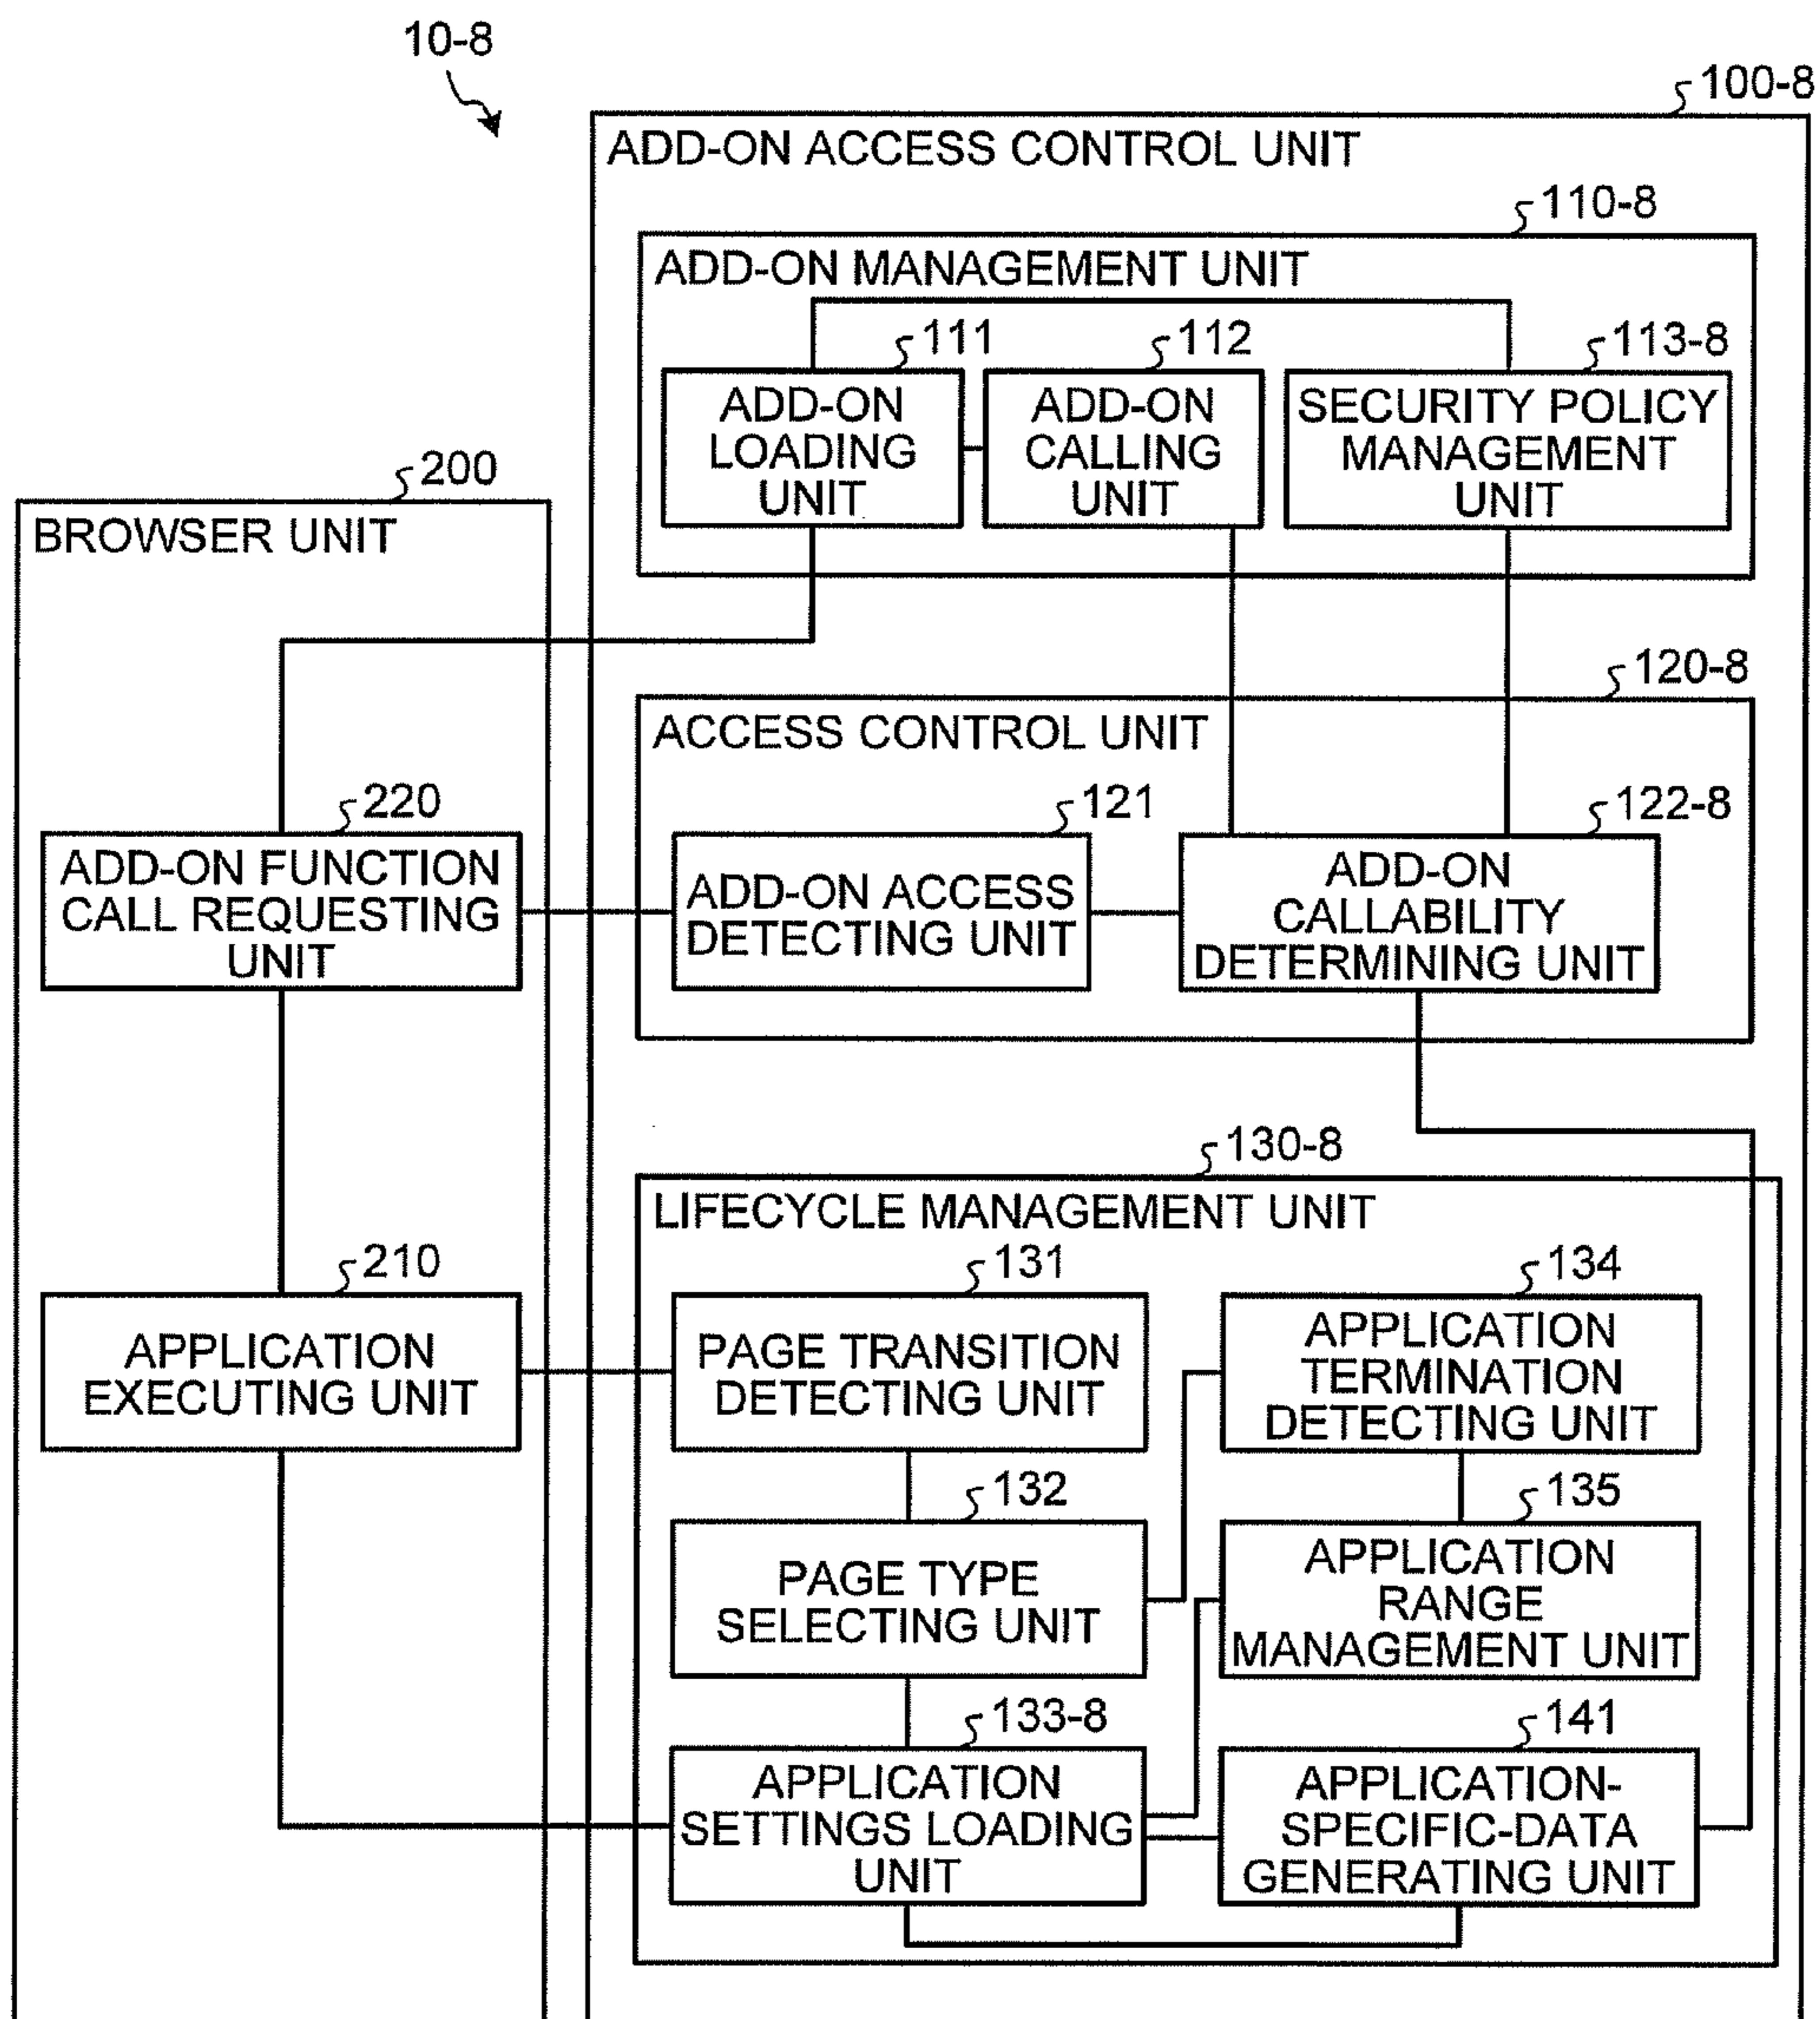 10-8
100-8
ADD-ON ACCESS CONTROL UNIT
110-8
ADD-ON MANAGEMENT UNIT
111
112
113-8
ADD-ON
LOADING
UNIT
ADD-ON
CALLING
UNIT
SECURITY POLICY
MANAGEMENT
UNIT
200
BROWSER UNIT
120-8
ACCESS CONTROL UNIT
220
121
122-8
ADD-ON FUNCTION
CALL REQUESTING
UNIT
ADD-ON ACCESS
DETECTING UNIT
ADD-ON
CALLABILITY
DETERMINING UNIT
130-8
LIFECYCLE MANAGEMENT UNIT
210
131
134
APPLICATION
EXECUTING UNIT
PAGE TRANSITION
DETECTING UNIT
APPLICATION
TERMINATION
DETECTING UNIT
132
135
PAGE TYPE
SELECTING UNIT
APPLICATION
RANGE
MANAGEMENT UNIT
133-8
141
APPLICATION
SETTINGS LOADING
UNIT
APPLICATION-
SPECIFIC-DATA
GENERATING UNIT